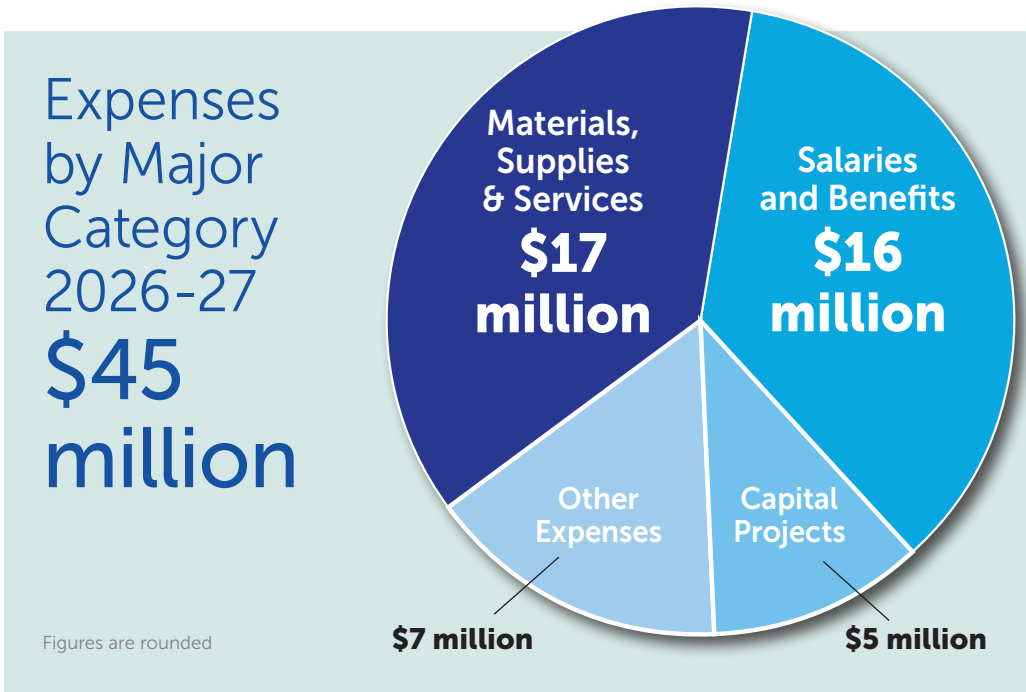 Expenses
by Major
Category
2026-27
$45
million
Figures are rounded
Materials,
Supplies
& Services
$17
million
Salaries
and Benefits
$16
million
Other
Expenses
$7 million
Capital
Projects
$5 million